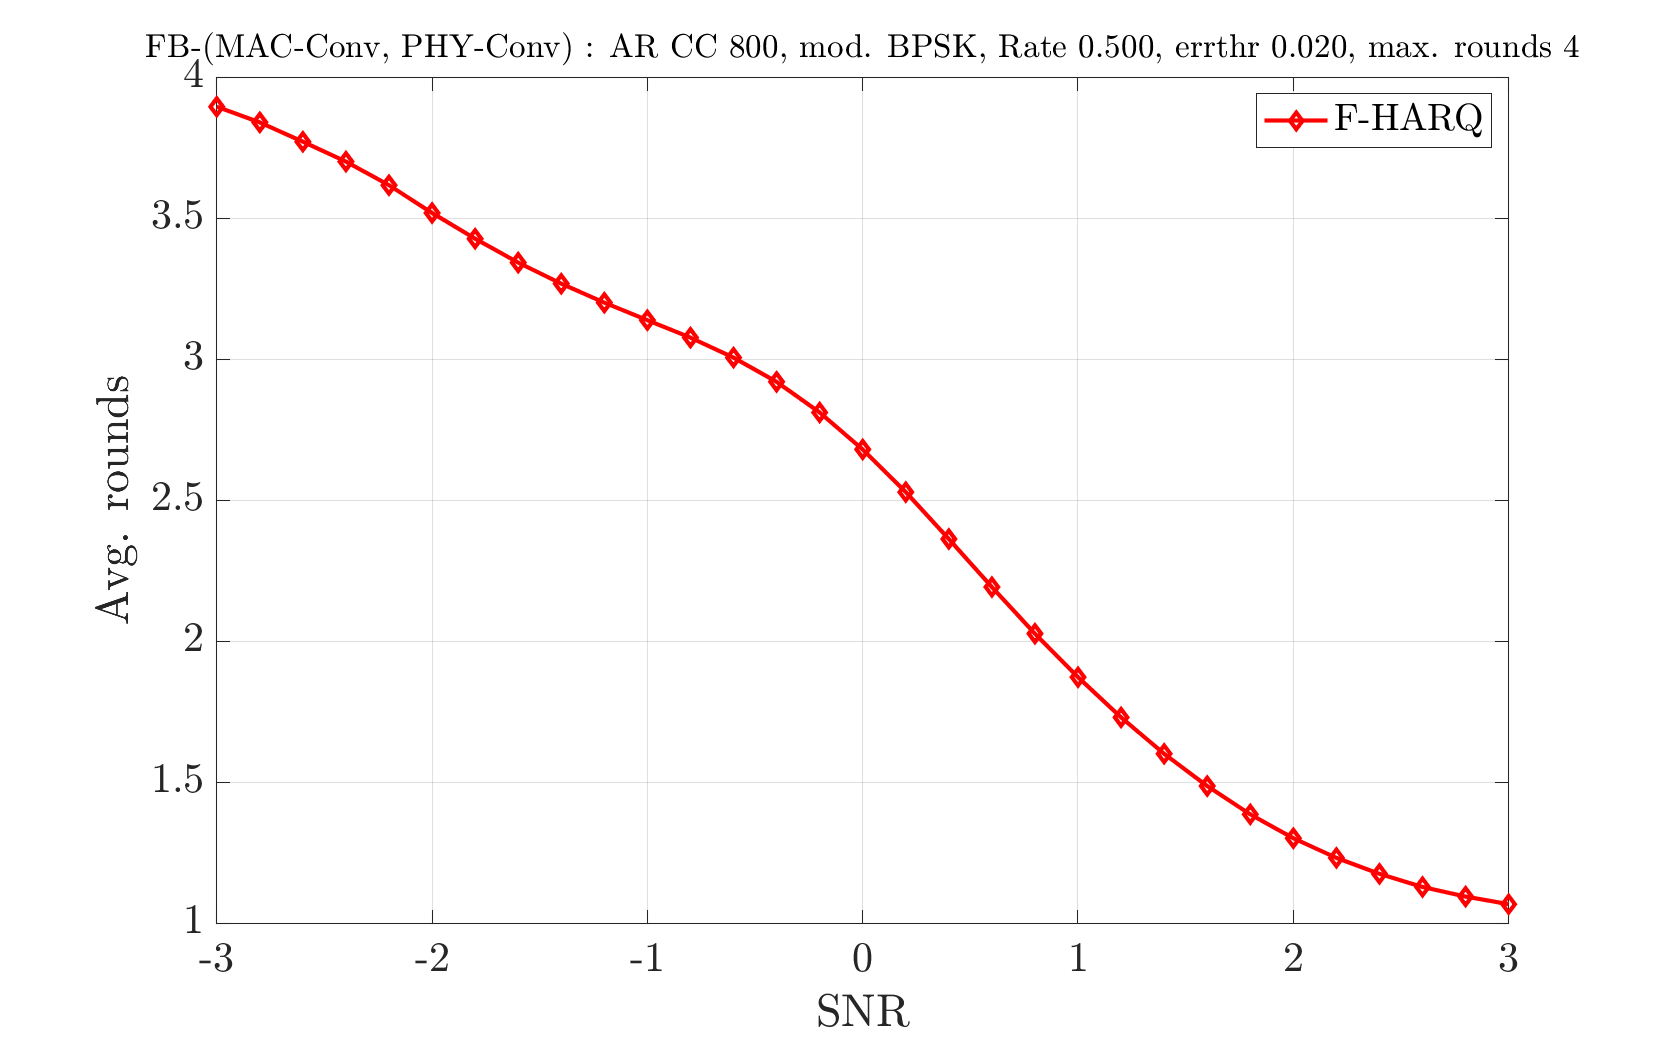 FB-(MAC-Conv, PHY-Conv) : AR CC 800, mod. BPSK, Rate 0.500, errthr 0.020, max. rounds 4
F-HARQ
4
3.5
3
2.5
2
1.5
1
Avg. rounds
-3 -2 -1 0 1 2 3
SNR